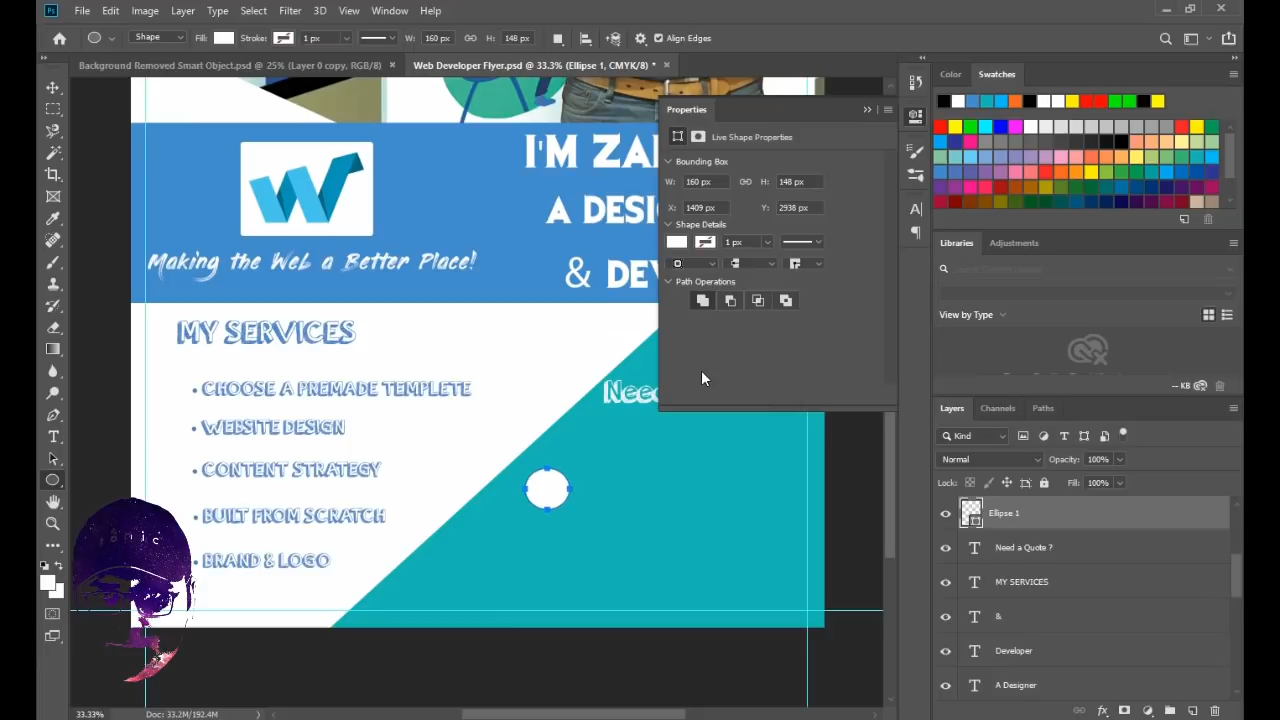 Ps File Edit Image Layer Type Select Filter 3D View Window Help
Shape Fill: Stroke: 1 px W: 160 px H: 148 px Align Edges
Background Removed Smart Object.psd @ 25% (Layer 0 copy, RGB/8) × Web Developer Flyer.psd @ 33.3% (Ellipse 1, CMYK/8) * ×
I'M ZA
A DESI
& DEV
Making the Web a Better Place!
MY SERVICES
• CHOOSE A PREMADE TEMPLETE
• WEBSITE DESIGN
• CONTENT STRATEGY
• BUILT FROM SCRATCH
• BRAND & LOGO
Need
Properties
Live Shape Properties
Bounding Box
W: 160 px H: 148 px
X: 1409 px Y: 2938 px
Shape Details
1 px
Path Operations
Color Swatches
Libraries Adjustments
View by Type
-- KB
Layers Channels Paths
Kind
Normal Opacity: 100%
Lock: Fill: 100%
Ellipse 1
Need a Quote ?
MY SERVICES
&
Developer
A Designer
33.33% Doc: 33.2M/192.4M